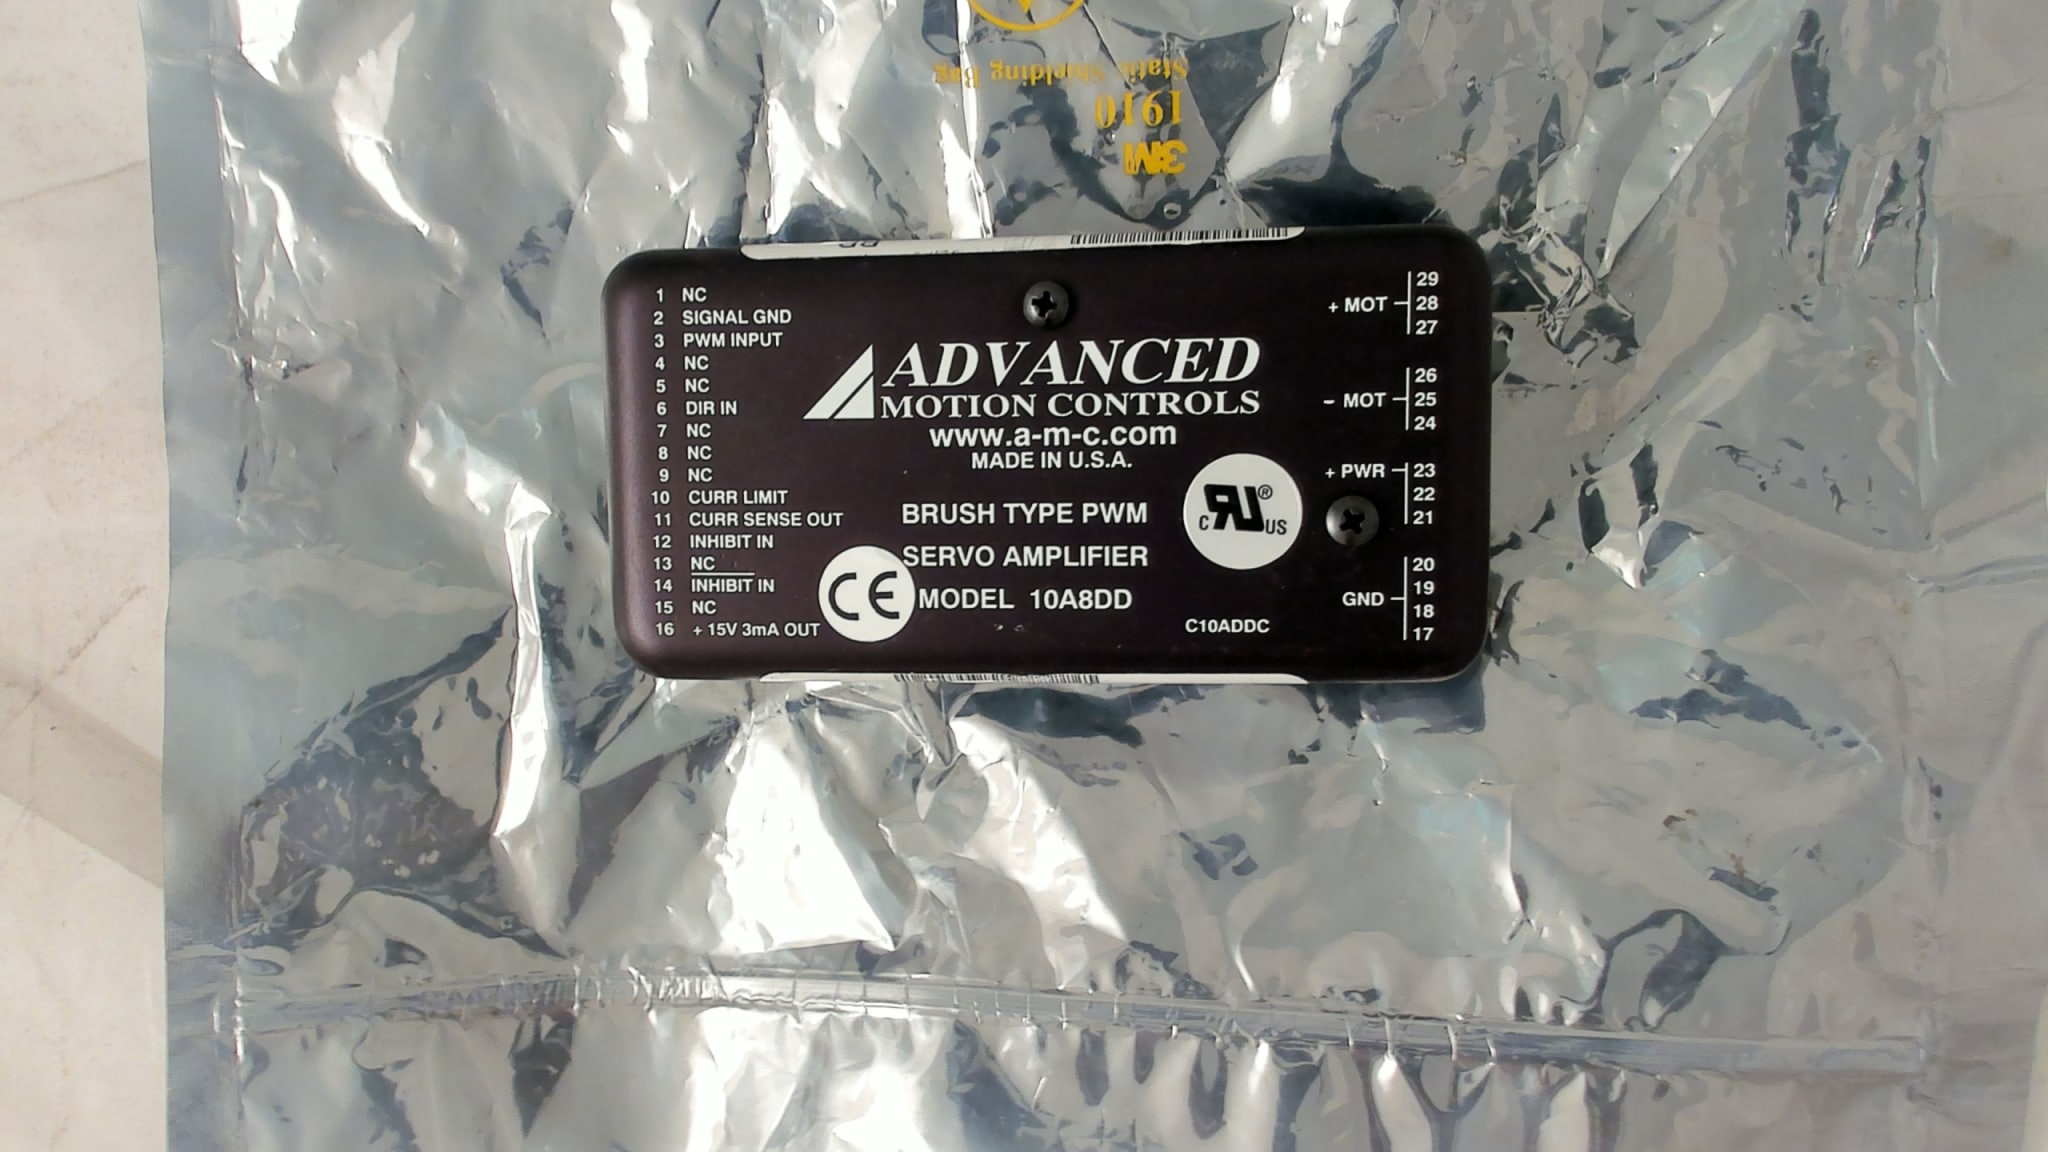 Static Shielding Bag
1910
3M
1 NC
2 SIGNAL GND
3 PWM INPUT
4 NC
5 NC
6 DIR IN
7 NC
8 NC
9 NC
10 CURR LIMIT
11 CURR SENSE OUT
12 INHIBIT IN
13 NC
14 INHIBIT IN
15 NC
16 + 15V 3mA OUT
ADVANCED
MOTION CONTROLS
www.a-m-c.com
MADE IN U.S.A.
BRUSH TYPE PWM
SERVO AMPLIFIER
MODEL 10A8DD
CE
C RU® US
C10ADDC
29
+ MOT 28
27
26
- MOT 25
24
+ PWR 23
22
21
20
GND 19
18
17